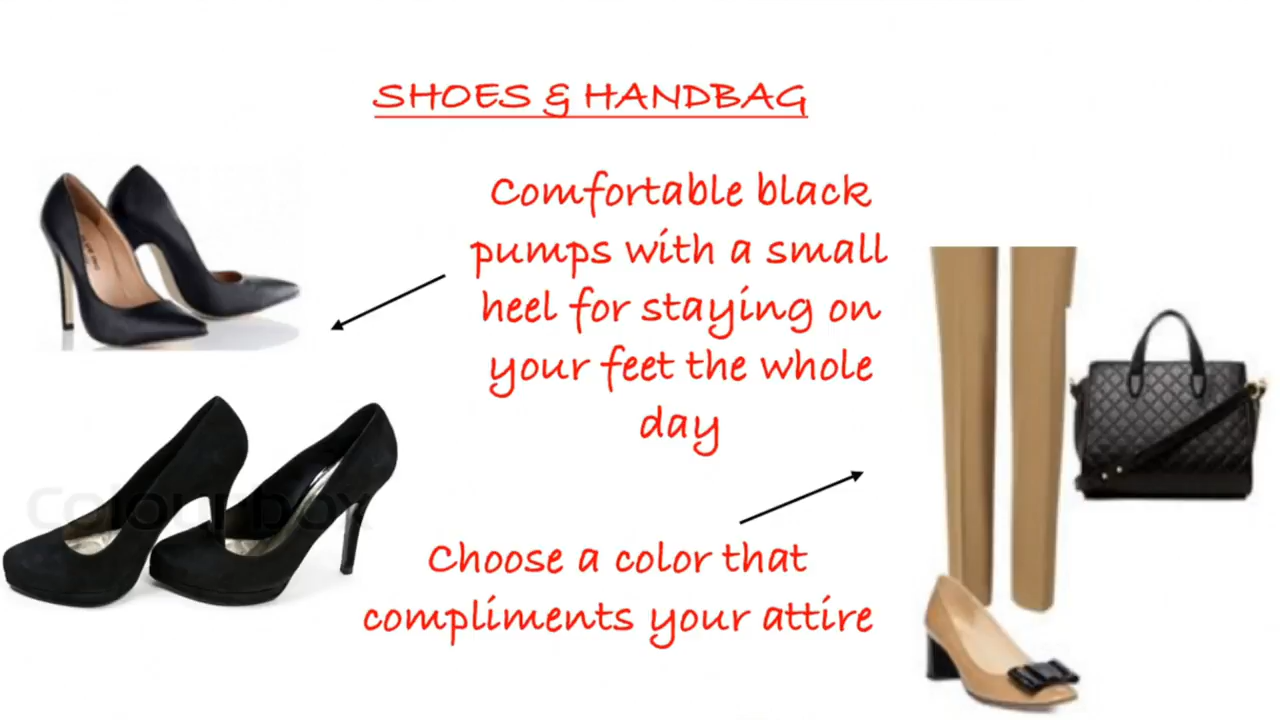 SHOES & HANDBAG
Comfortable black
pumps with a small
heel for staying on
your feet the whole
day
Colourbox
Choose a color that
compliments your attire